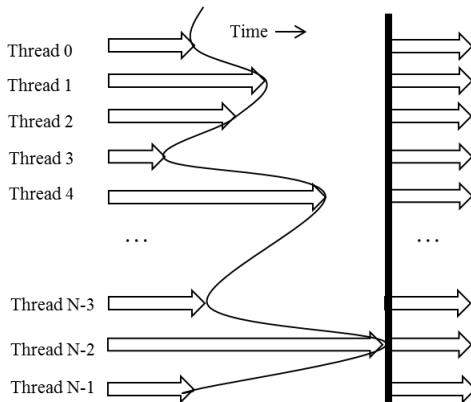 Time
Thread 0
Thread 1
Thread 2
Thread 3
Thread 4
… …
Thread N-3
Thread N-2
Thread N-1